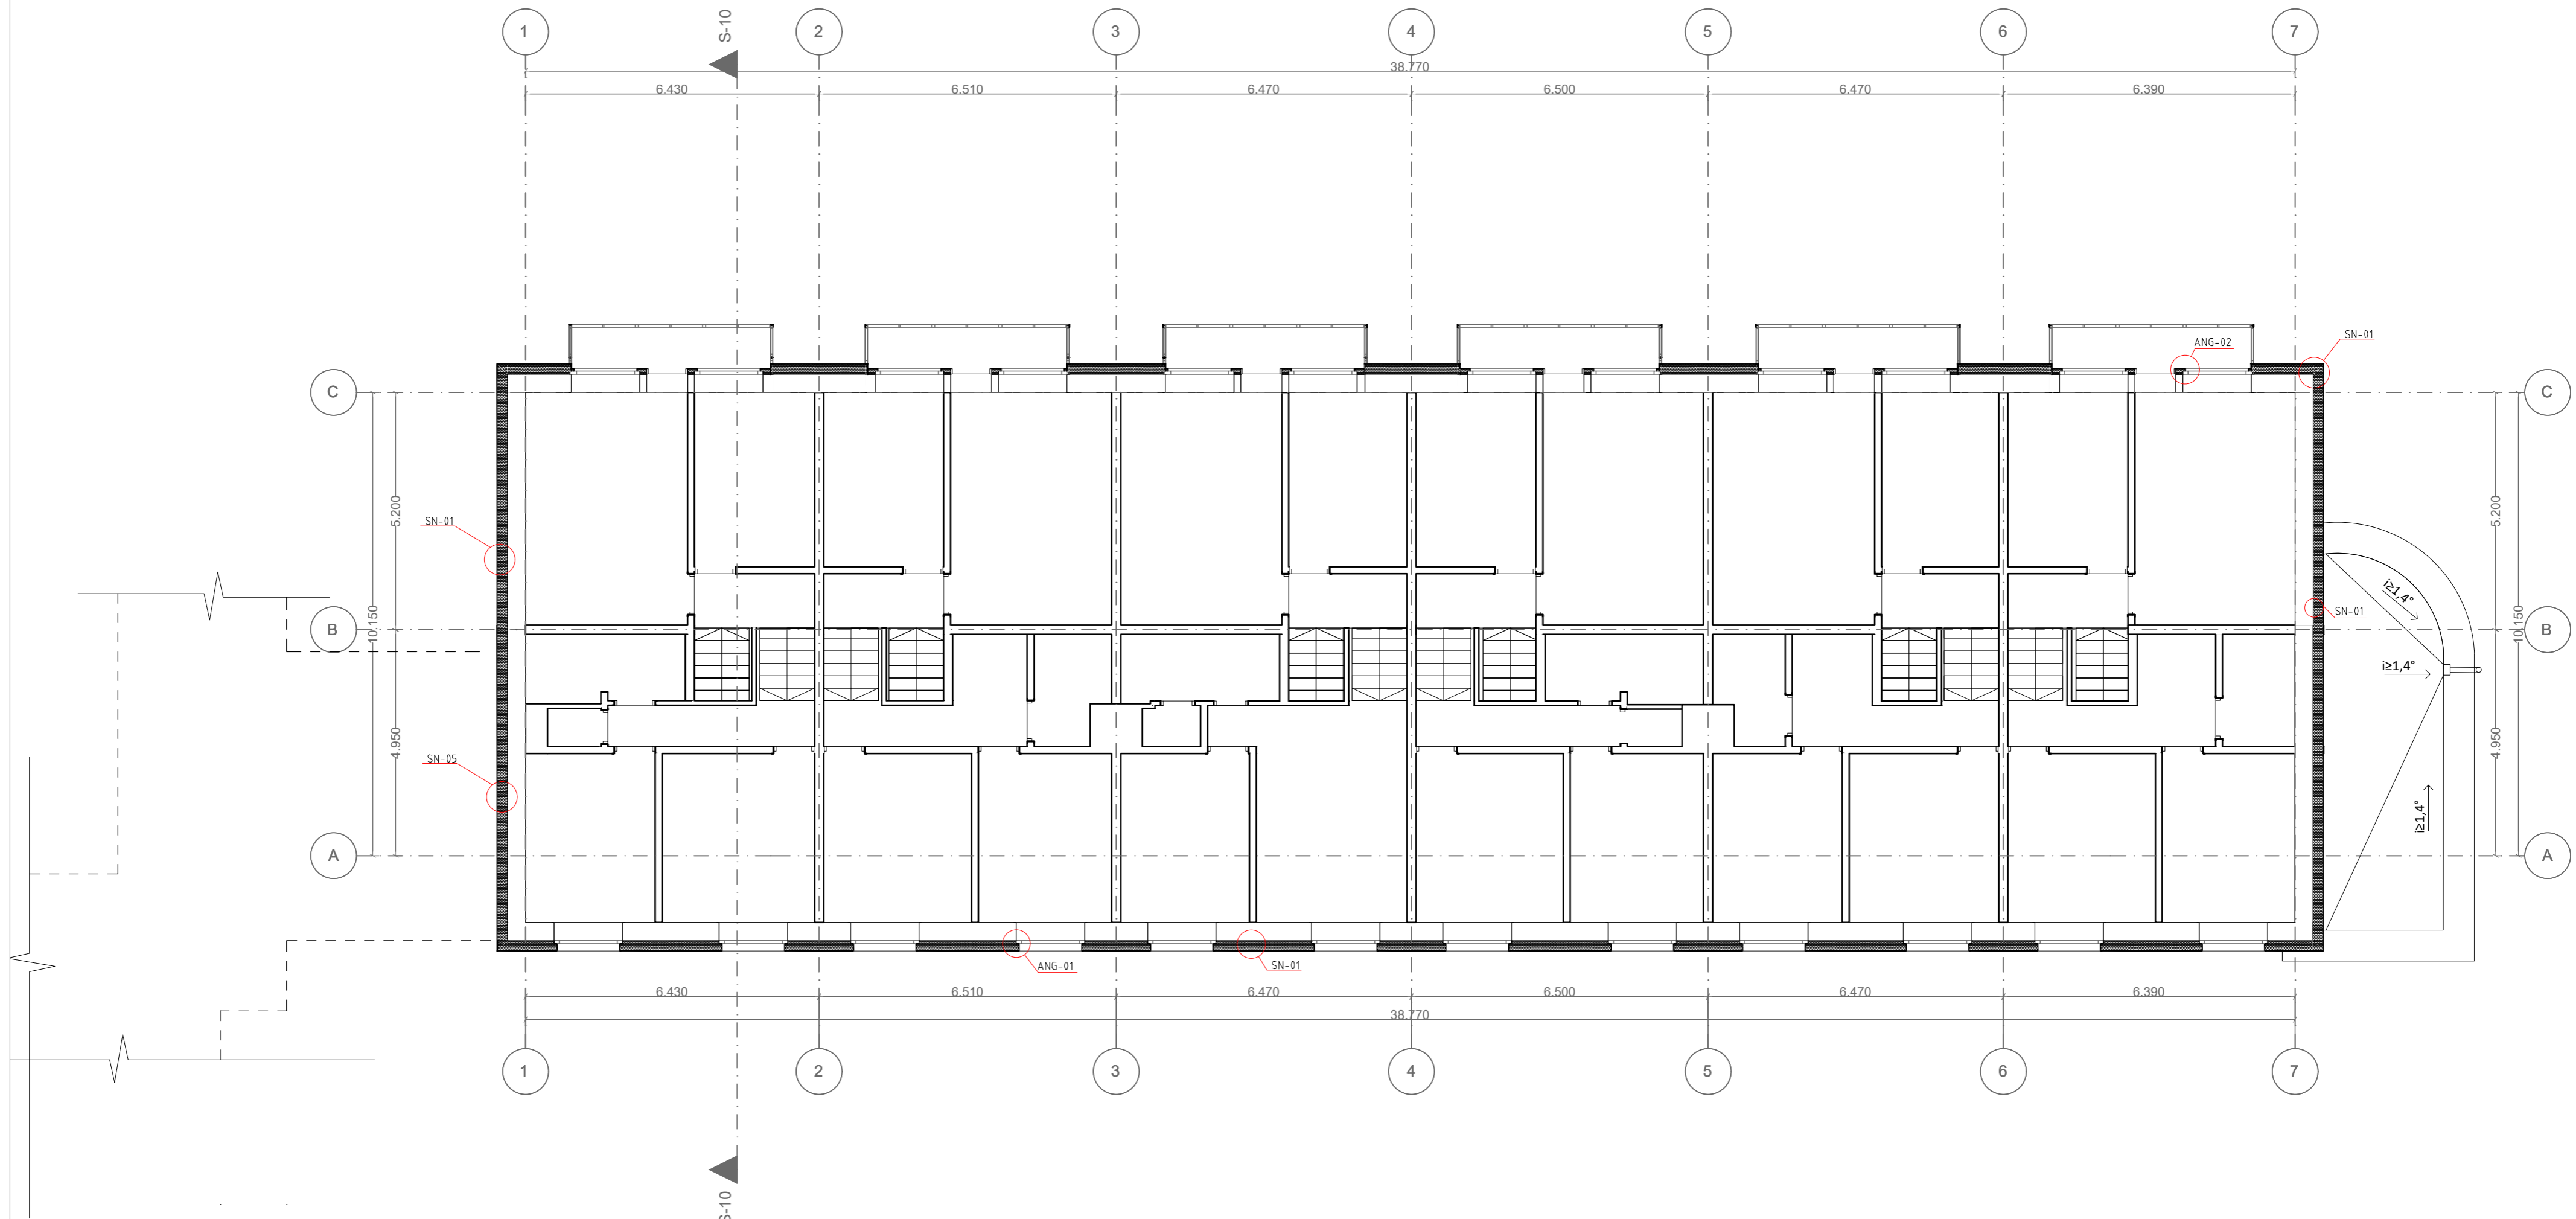 S-10
1
2
3
4
5
6
7
38.770
6.430
6.510
6.470
6.500
6.470
6.390
ANG-02
SN-01
C
C
5.200
5.200
SN-01
i≥1,4°
SN-01
10.150
10.150
B
B
i≥1,4°
4.950
4.950
SN-05
i≥1,4°
A
A
ANG-01
SN-01
6.430
6.510
6.470
6.500
6.470
6.390
38.770
1
2
3
4
5
6
7
S-10